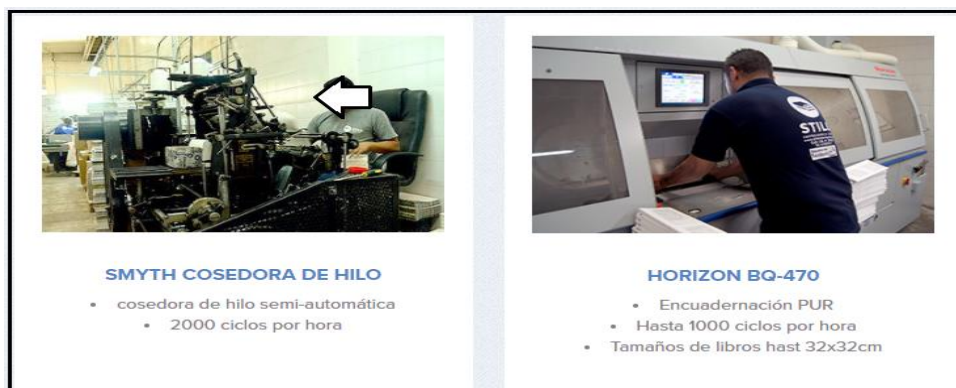 STIL
SMYTH COSEDORA DE HILO
• cosedora de hilo semi-automática
• 2000 ciclos por hora
HORIZON BQ-470
• Encuadernación PUR
• Hasta 1000 ciclos por hora
• Tamaños de libros hast 32x32cm